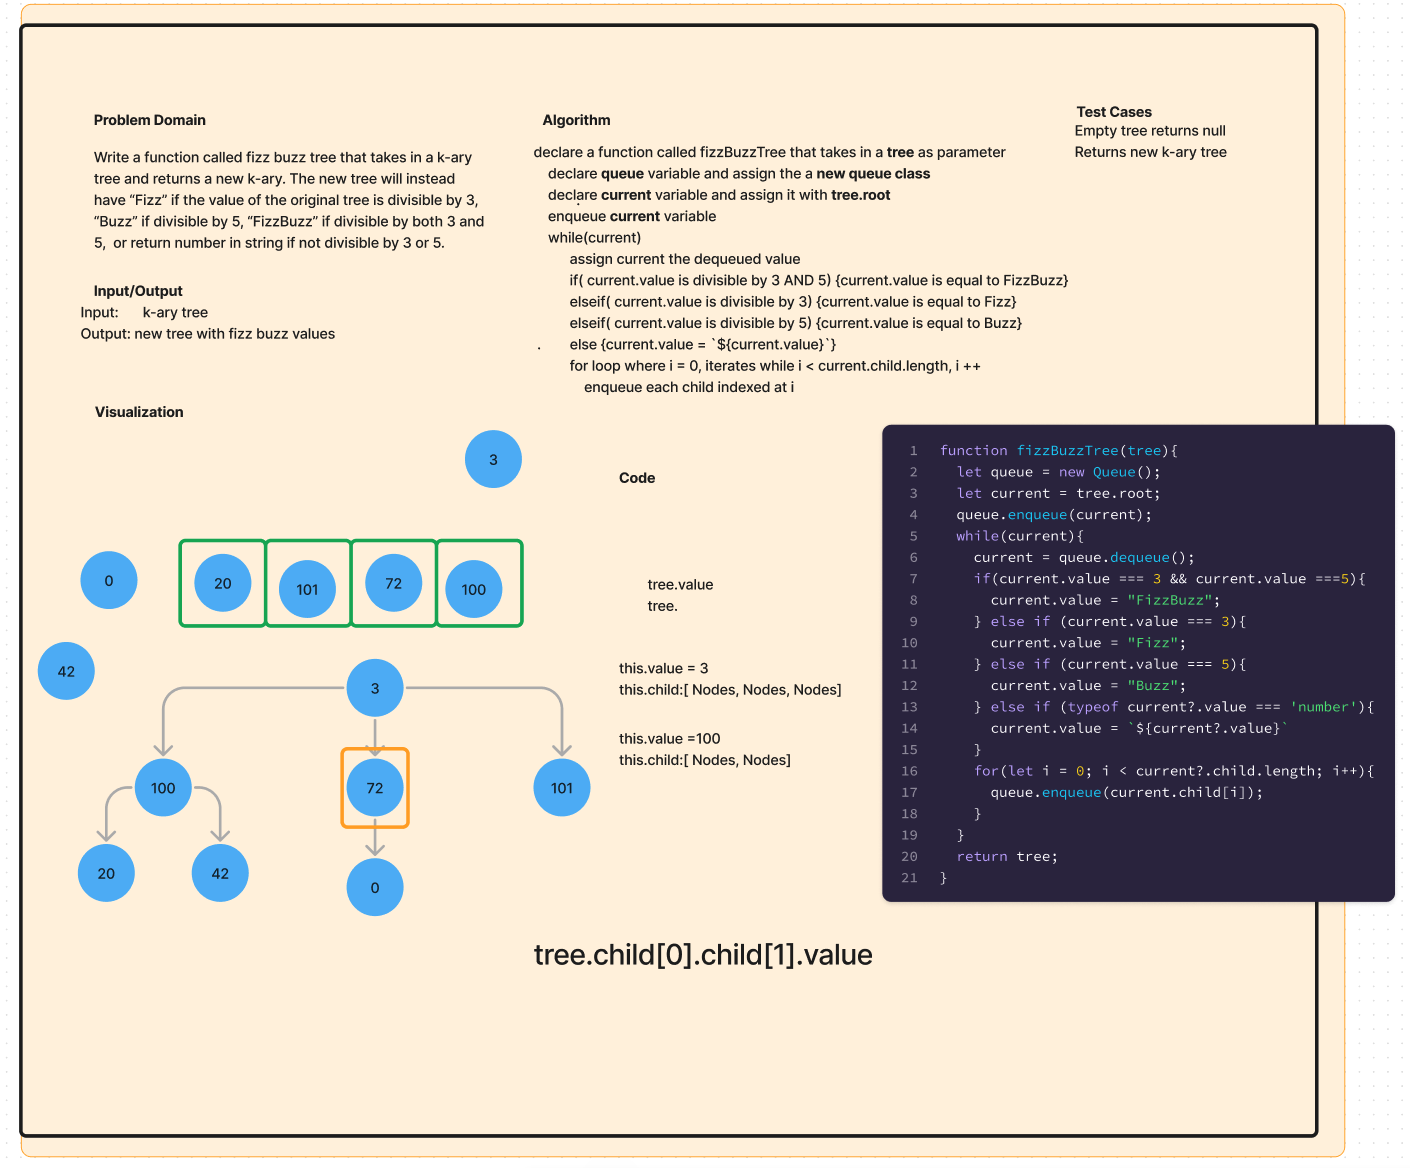 Problem Domain
Write a function called fizz buzz tree that takes in a k-ary
tree and returns a new k-ary. The new tree will instead
have “Fizz” if the value of the original tree is divisible by 3,
“Buzz” if divisible by 5, “FizzBuzz” if divisible by both 3 and
5,  or return number in string if not divisible by 3 or 5.
Input/Output
Input:      k-ary tree
Output: new tree with fizz buzz values
Algorithm
declare a function called fizzBuzzTree that takes in a tree as parameter
declare queue variable and assign the a new queue class
declare current variable and assign it with tree.root
enqueue current variable
while(current)
assign current the dequeued value
if( current.value is divisible by 3 AND 5) {current.value is equal to FizzBuzz}
elseif( current.value is divisible by 3) {current.value is equal to Fizz}
elseif( current.value is divisible by 5) {current.value is equal to Buzz}
. else {current.value = `${current.value}`}
for loop where i = 0, iterates while i < current.child.length, i ++
enqueue each child indexed at i
Test Cases
Empty tree returns null
Returns new k-ary tree
Visualization
3
0
20 101 72 100
42
3
100 72 101
20 42 0
Code
tree.value
tree.
this.value = 3
this.child:[ Nodes, Nodes, Nodes]
this.value =100
this.child:[ Nodes, Nodes]
1 function fizzBuzzTree(tree){
2 let queue = new Queue();
3 let current = tree.root;
4 queue.enqueue(current);
5 while(current){
6 current = queue.dequeue();
7 if(current.value === 3 && current.value ===5){
8 current.value = "FizzBuzz";
9 } else if (current.value === 3){
10 current.value = "Fizz";
11 } else if (current.value === 5){
12 current.value = "Buzz";
13 } else if (typeof current?.value === 'number'){
14 current.value = `${current?.value}`
15 }
16 for(let i = 0; i < current?.child.length; i++){
17 queue.enqueue(current.child[i]);
18 }
19 }
20 return tree;
21 }
tree.child[0].child[1].value